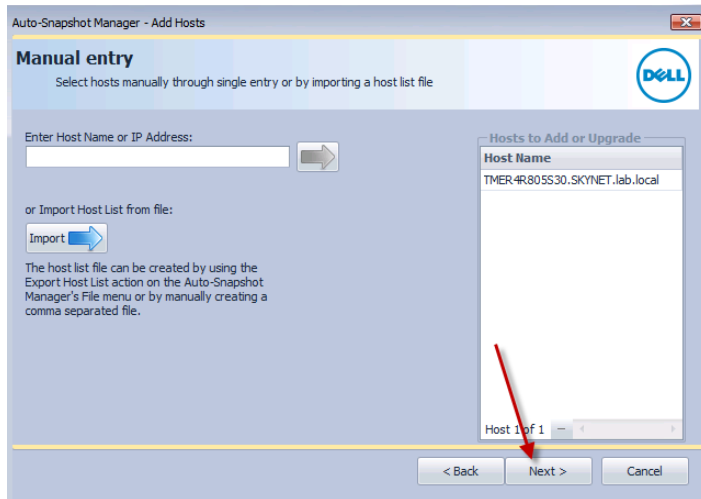 Auto-Snapshot Manager - Add Hosts
Manual entry
Select hosts manually through single entry or by importing a host list file
DELL
Enter Host Name or IP Address:
Hosts to Add or Upgrade
Host Name
TMER4R805S30.SKYNET.lab.local
or Import Host List from file:
Import
The host list file can be created by using the
Export Host List action on the Auto-Snapshot
Manager's File menu or by manually creating a
comma separated file.
Host 1 of 1
< Back
Next >
Cancel